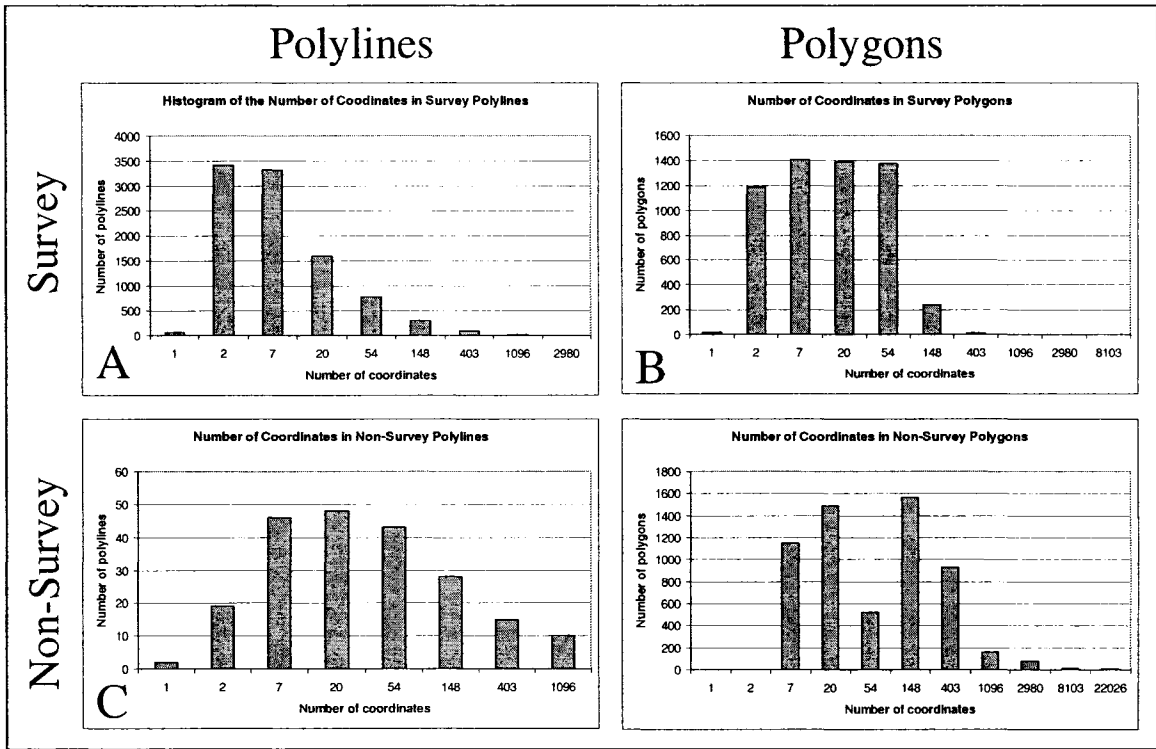 Polylines
Polygons
Survey
Non-Survey
Histogram of the Number of Coodinates in Survey Polylines
Number of polylines
4000
3500
3000
2500
2000
1500
1000
500
0
1 2 7 20 54 148 403 1096 2980
Number of coordinates
A
Number of Coordinates in Survey Polygons
Number of polygons
1600
1400
1200
1000
800
600
400
200
0
1 2 7 20 54 148 403 1096 2980 8103
Number of coordinates
B
Number of Coordinates in Non-Survey Polylines
Number of polylines
60
50
40
30
20
10
0
1 2 7 20 54 148 403 1096
Number of coordinates
C
Number of Coordinates in Non-Survey Polygons
Number of polygons
1800
1600
1400
1200
1000
800
600
400
200
0
1 2 7 20 54 148 403 1096 2980 8103 22026
Number of coordinates